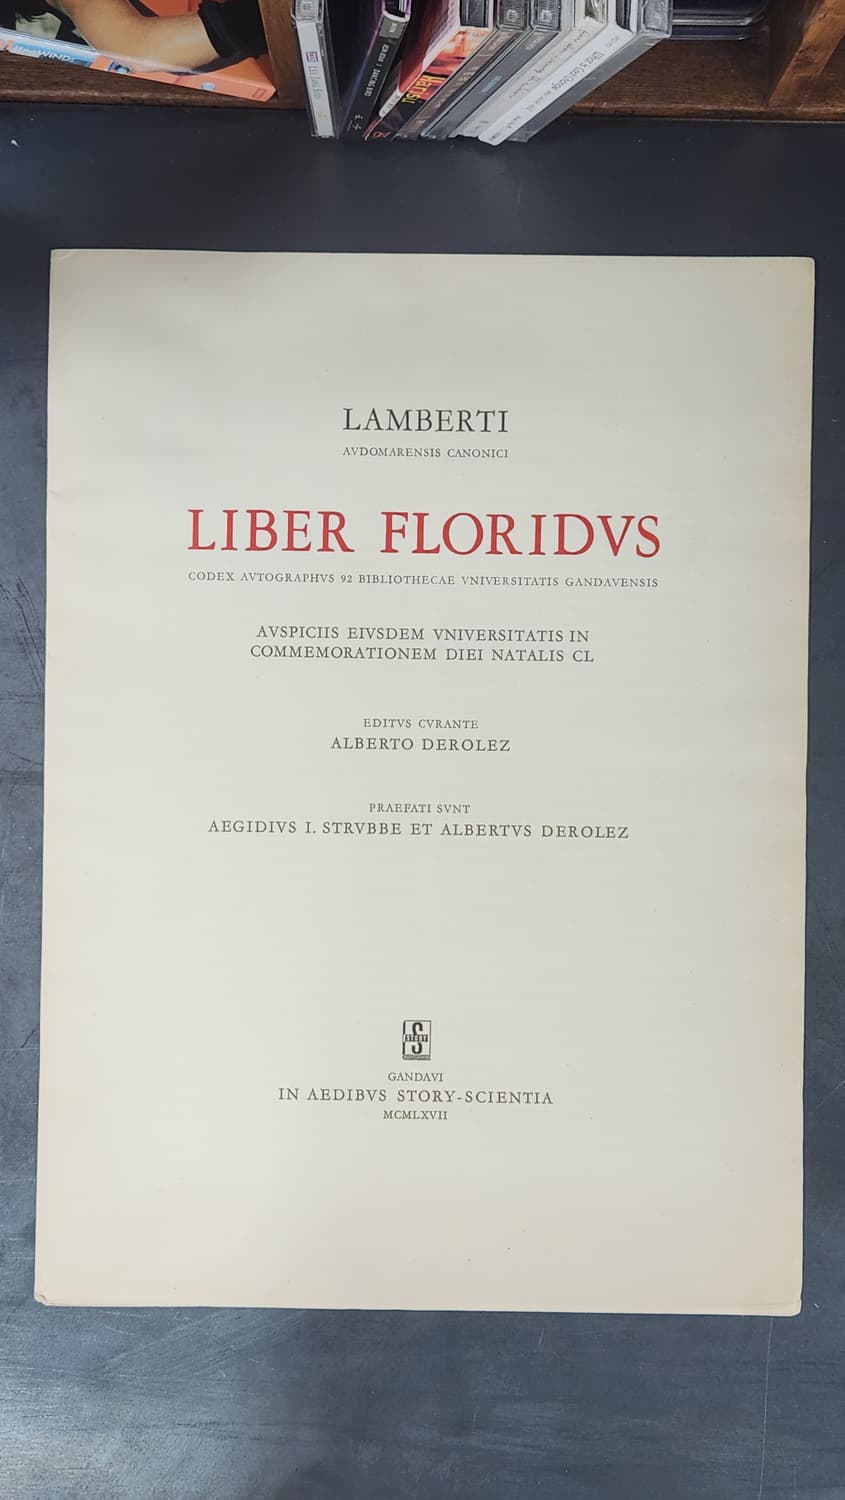 LAMBERTI
AVDOMARENSIS CANONICI
LIBER FLORIDVS
CODEX AVTOGRAPHVS 92 BIBLIOTHECAE VNIVERSITATIS GANDAVENSIS
AVSPICIIS EIVSDEM VNIVERSITATIS IN
COMMEMORATIONEM DIEI NATALIS CL
EDITVS CVRANTE
ALBERTO DEROLEZ
PRAEFATI SVNT
AEGIDIVS I. STRVBBE ET ALBERTVS DEROLEZ
S
STORY
GANDAVI
IN AEDIBVS STORY-SCIENTIA
MCMLXVII